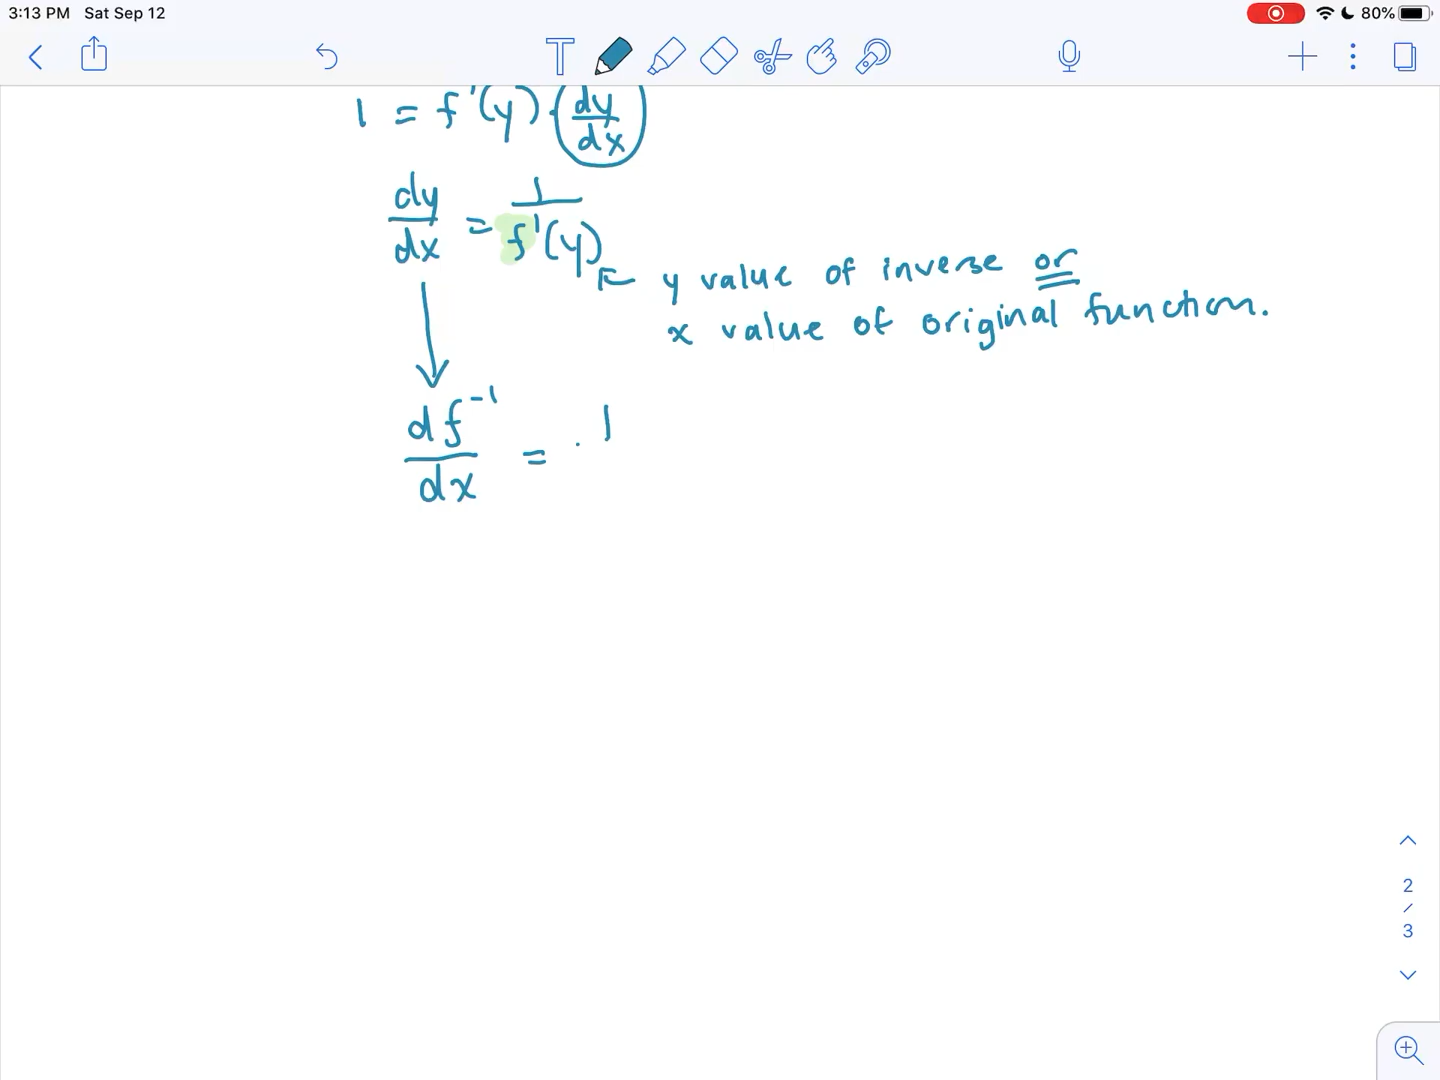 3:13 PM Sat Sep 12
80%
T
1 = f'(y) · dy/dx
dy/dx = 1/f'(y)
y value of inverse or
x value of original function.
df⁻¹/dx = 1
2
/
3